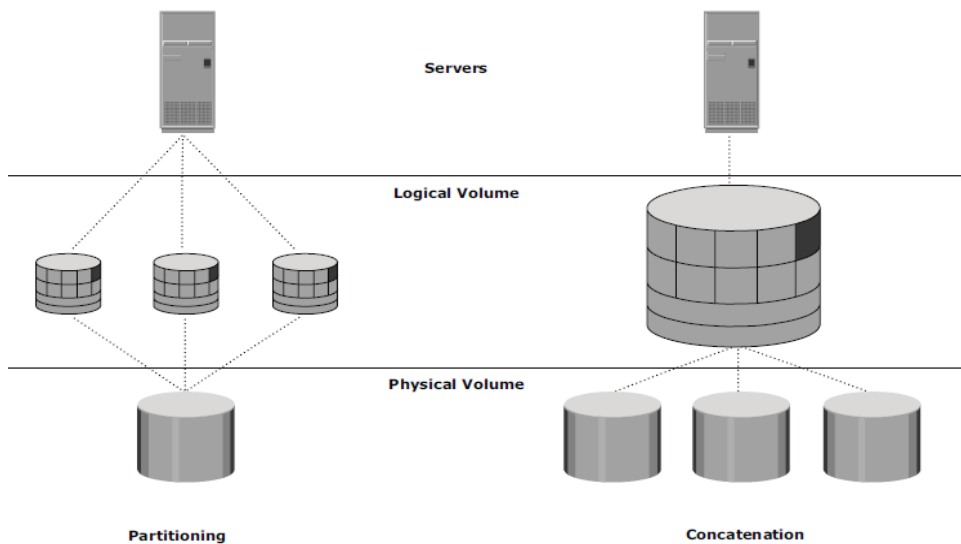 Servers
Logical Volume
Physical Volume
Partitioning
Concatenation